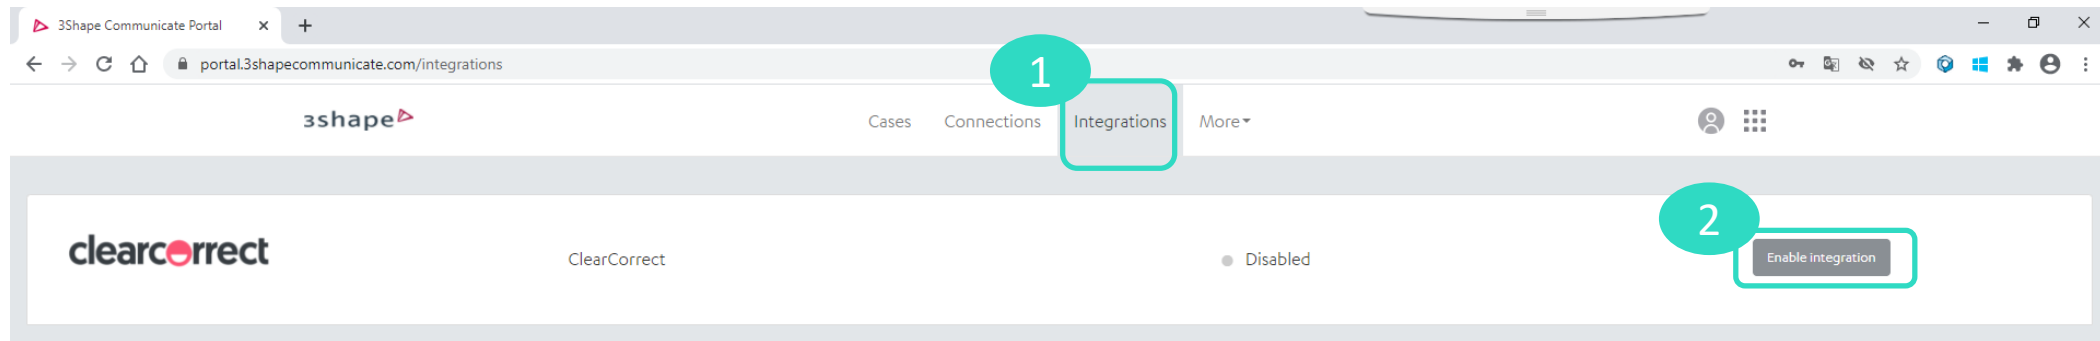 3Shape Communicate Portal
portal.3shapecommunicate.com/integrations
1
3shape
Cases Connections Integrations More
2
clearcorrect
ClearCorrect Disabled Enable integration